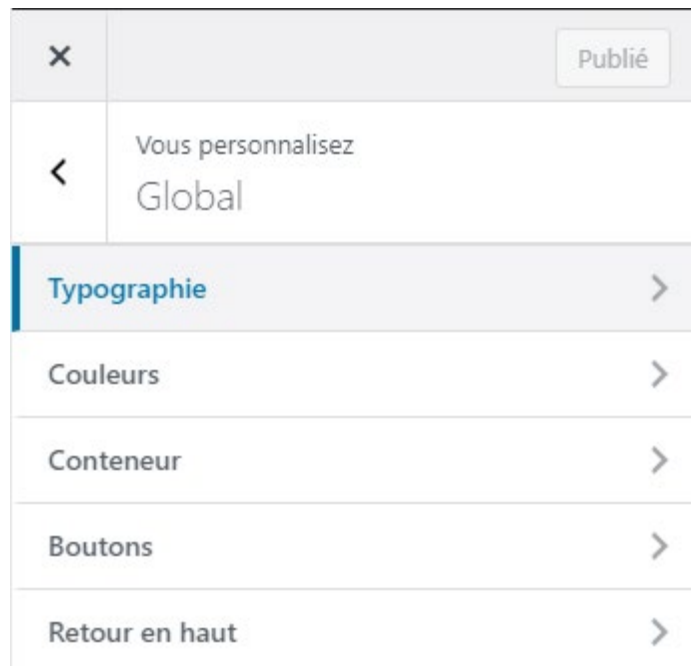 Publié
Vous personnalisez
Global
Typographie
Couleurs
Conteneur
Boutons
Retour en haut